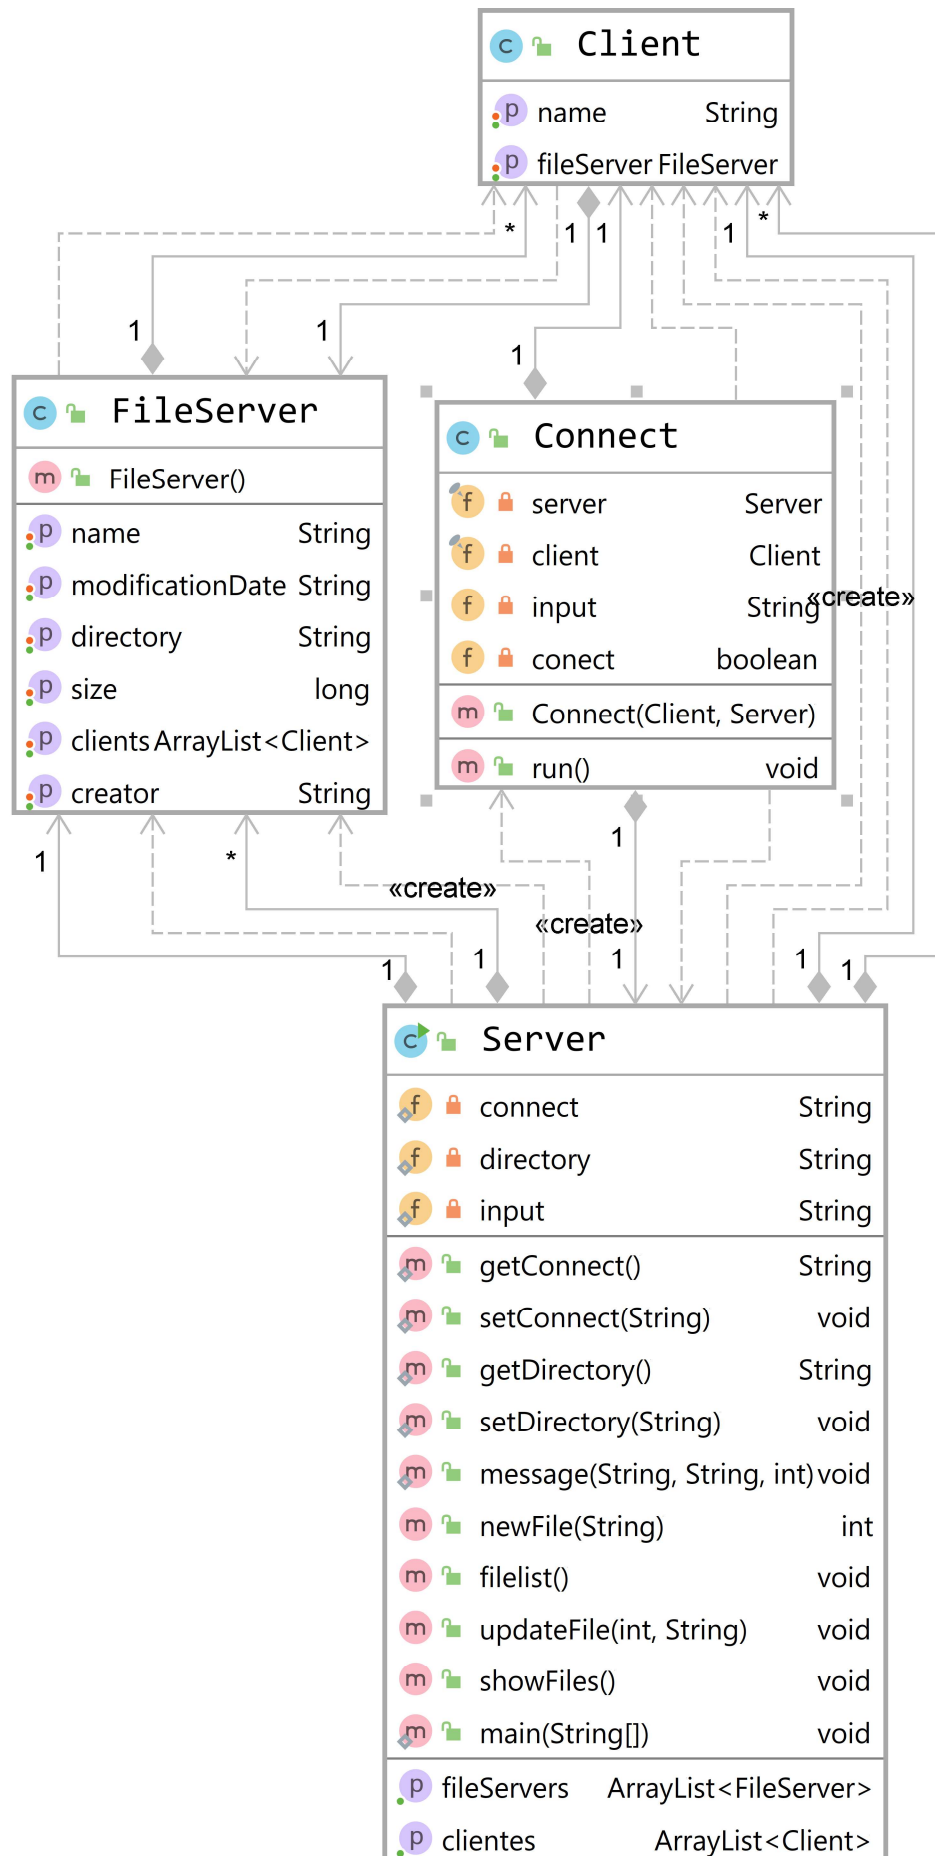 C Client
p name String
p fileServer FileServer
* 1 1 1 *
1 1 1
C FileServer
m FileServer()
p name String
p modificationDate String
p directory String
p size long
p clients ArrayList<Client>
p creator String
C Connect
f server Server
f client Client
f input String
«create»
f conect boolean
m Connect(Client, Server)
m run() void
1 * 1
«create»
«create»
1 1 1 1 1
C Server
f connect String
f directory String
f input String
m getConnect() String
m setConnect(String) void
m getDirectory() String
m setDirectory(String) void
m message(String, String, int) void
m newFile(String) int
m filelist() void
m updateFile(int, String) void
m showFiles() void
m main(String[]) void
p fileServers ArrayList<FileServer>
p clientes ArrayList<Client>